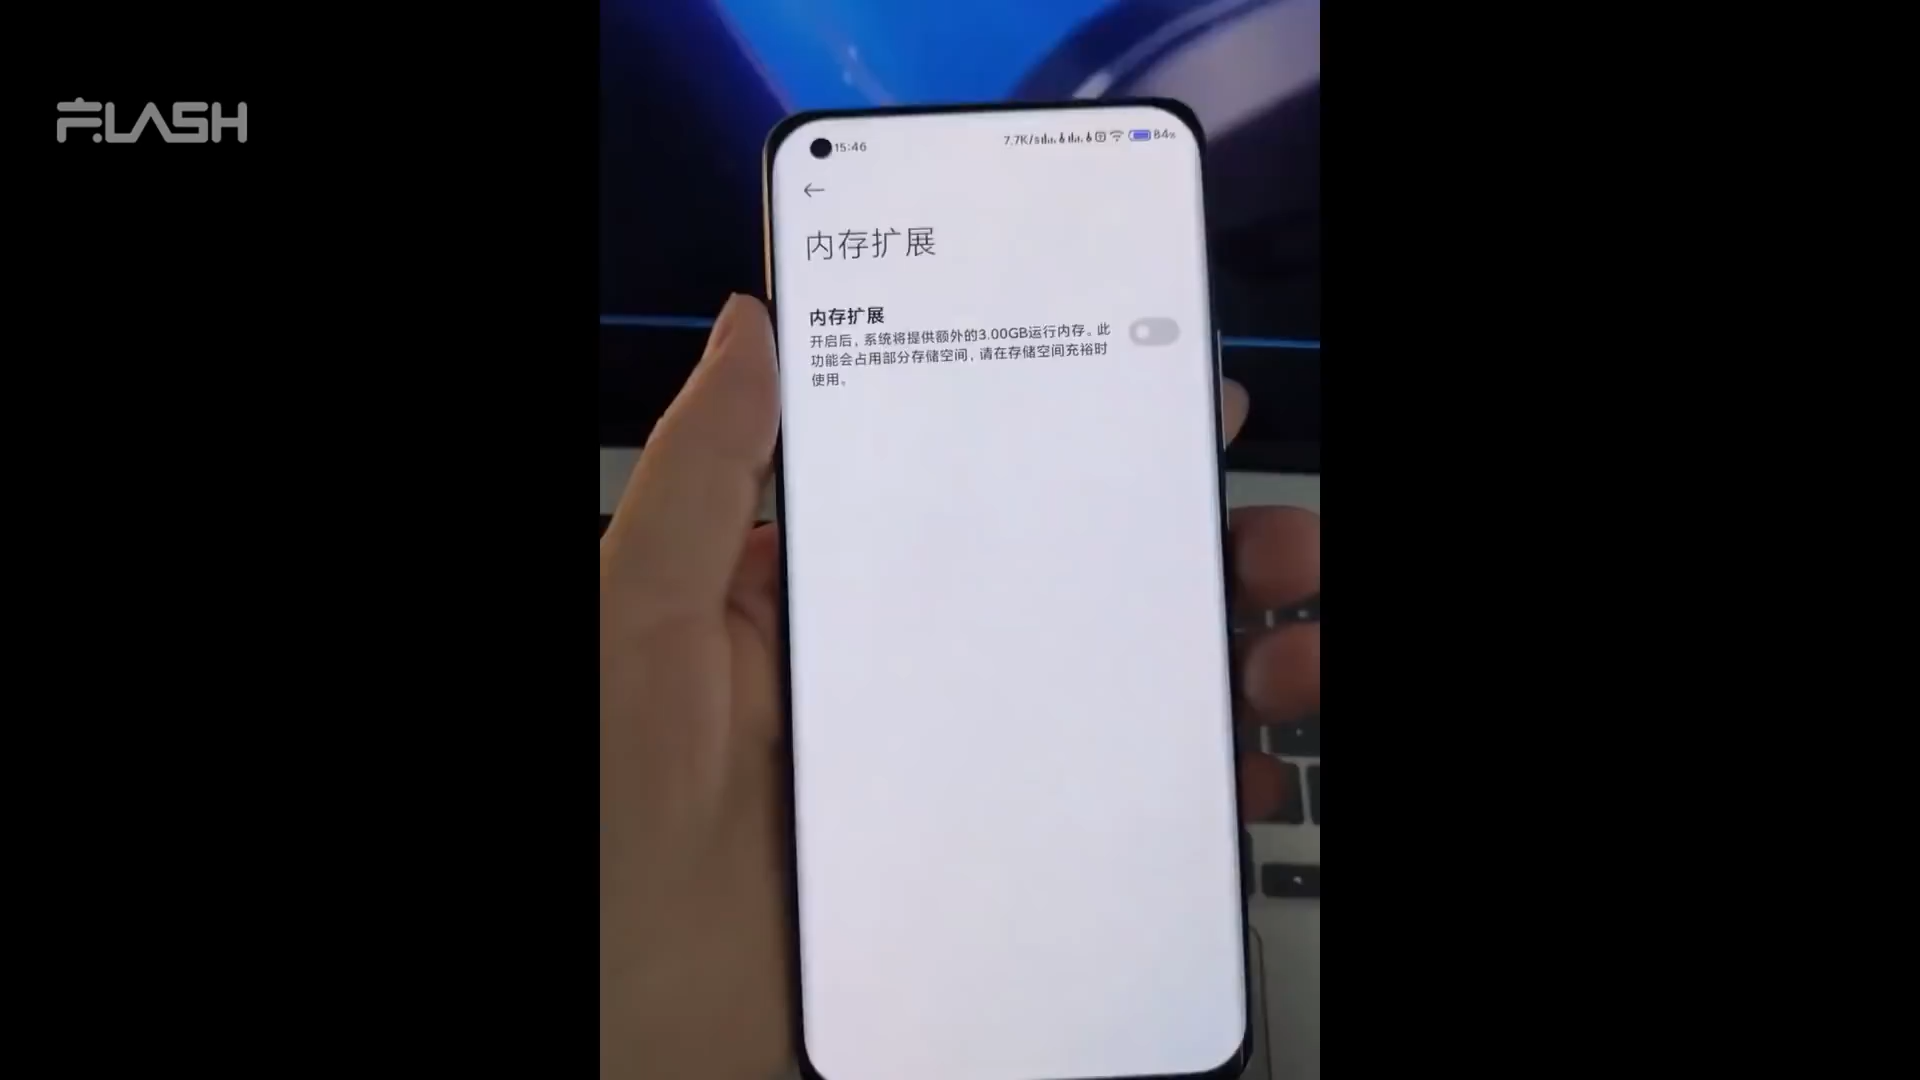 FLASH
15:46
7.7K/s
84%
内存扩展
内存扩展
开启后，系统将提供额外的3.00GB运行内存。此
功能会占用部分存储空间，请在存储空间充裕时
使用。